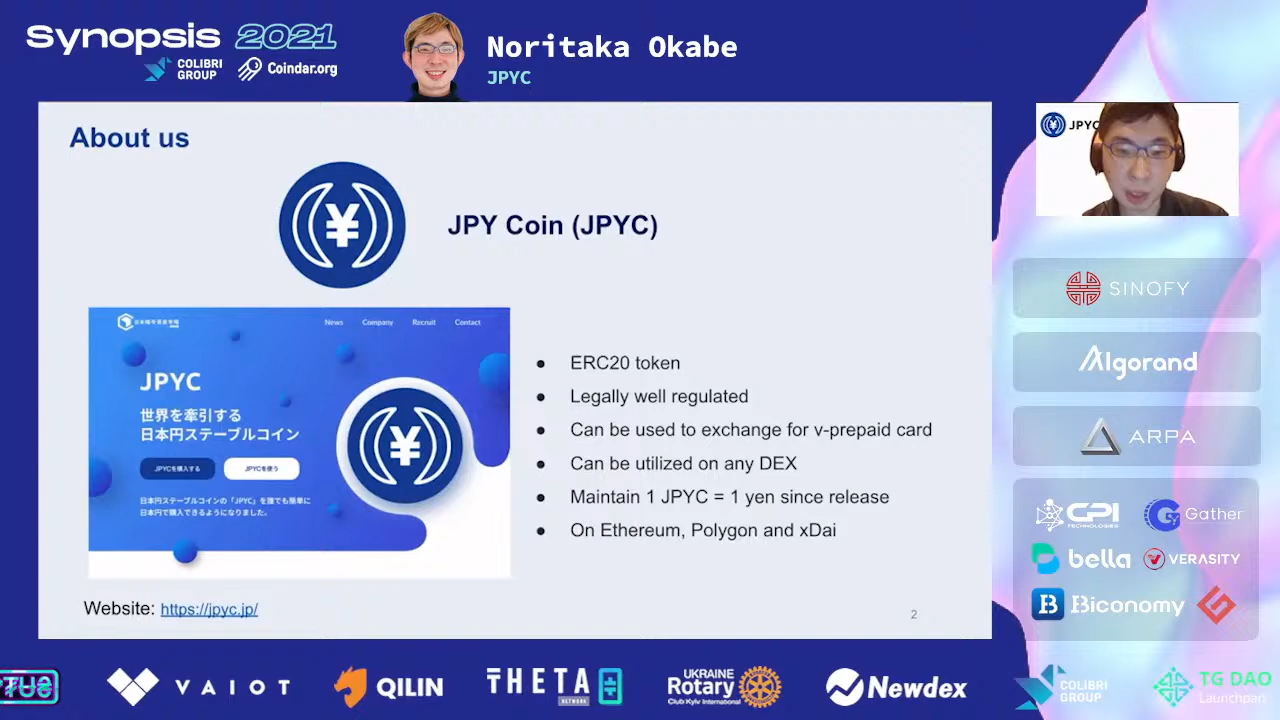 Synopsis 2021
COLIBRI
GROUP
Coindar.org
Noritaka Okabe
JPYC
About us
JPY Coin (JPYC)
JPYC
News Company Recruit Contact
JPYC
世界を牽引する
日本円ステーブルコイン
JPYCを購入する JPYCを使う
日本円ステーブルコインの「JPYC」を誰でも簡単に
日本円で購入できるようになりました。
● ERC20 token
● Legally well regulated
● Can be used to exchange for v-prepaid card
● Can be utilized on any DEX
● Maintain 1 JPYC = 1 yen since release
● On Ethereum, Polygon and xDai
Website: https://jpyc.jp/
2
SINOFY
Algorand
ARPA
CPI
TECHNOLOGIES
Gather
bella
VERASITY
Biconomy
VAIOT
QILIN
THETA
NETWORK
UKRAINE
Rotary
Club Kyiv International
Newdex
COLIBRI
GROUP
TG DAO
Launchpad